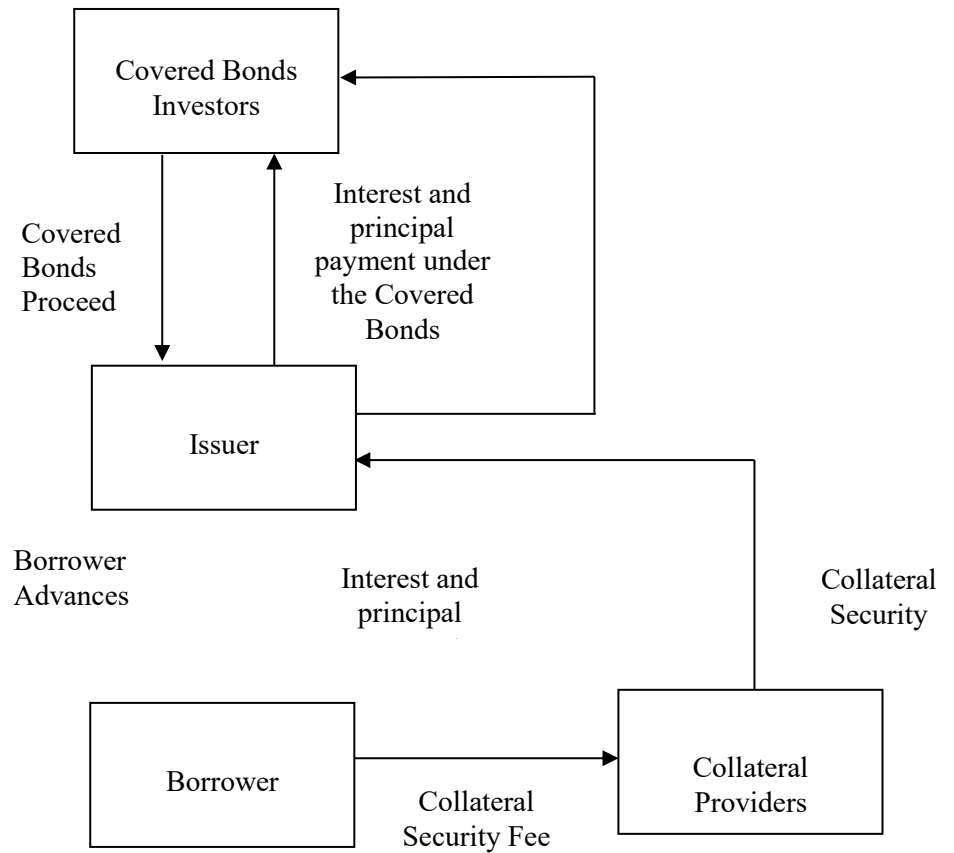 Covered Bonds
Investors
Covered
Bonds
Proceed
Interest and
principal
payment under
the Covered
Bonds
Issuer
Borrower
Advances
Interest and
principal
Collateral
Security
Borrower
Collateral
Security Fee
Collateral
Providers